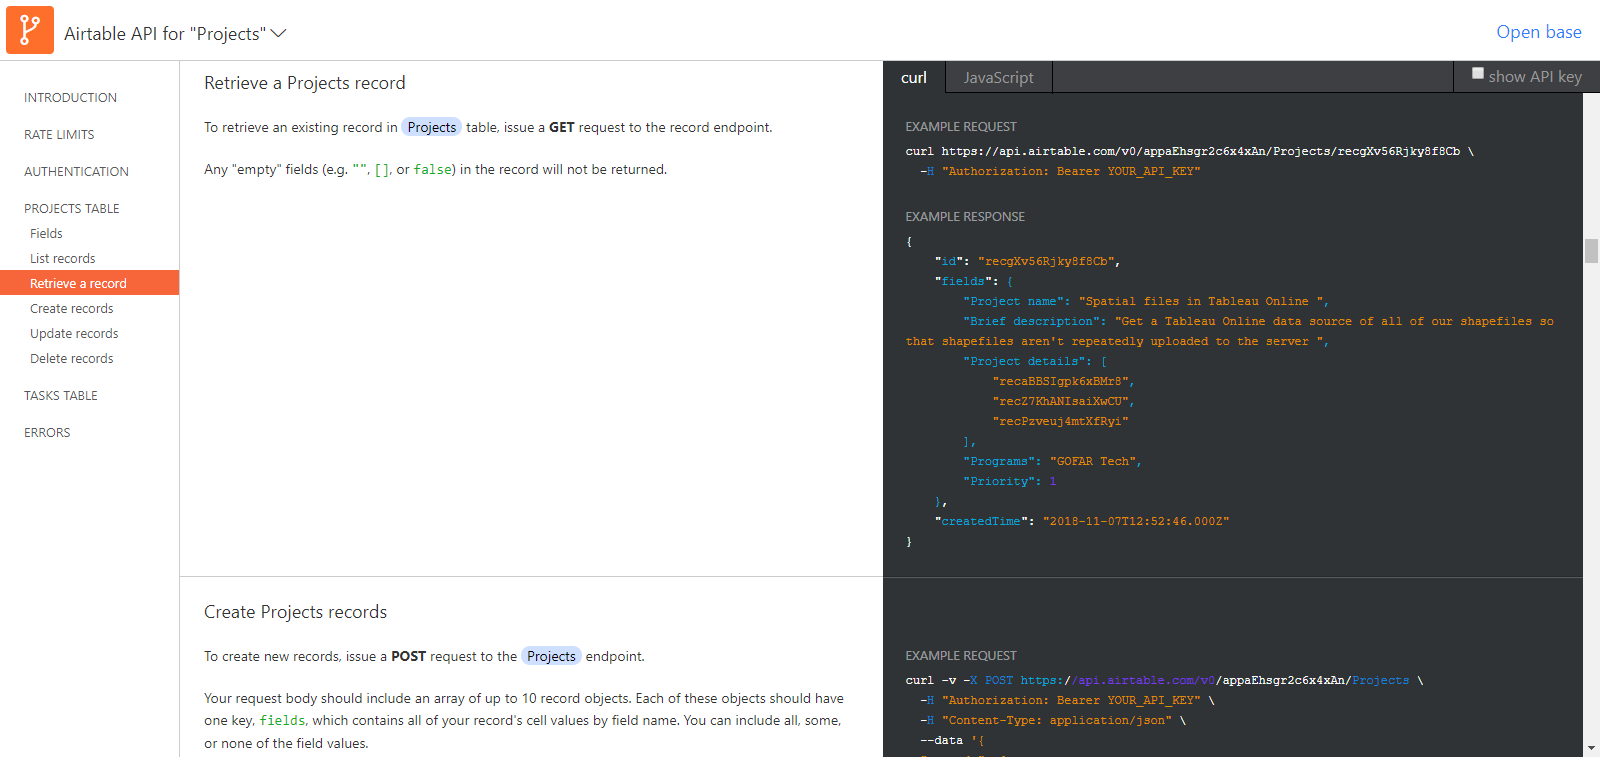 Airtable API for "Projects"
Open base
INTRODUCTION
RATE LIMITS
AUTHENTICATION
PROJECTS TABLE
Fields
List records
Retrieve a record
Create records
Update records
Delete records
TASKS TABLE
ERRORS
Retrieve a Projects record
To retrieve an existing record in Projects table, issue a GET request to the record endpoint.
Any "empty" fields (e.g. "", [], or false) in the record will not be returned.
Create Projects records
To create new records, issue a POST request to the Projects endpoint.
Your request body should include an array of up to 10 record objects. Each of these objects should have
one key, fields, which contains all of your record's cell values by field name. You can include all, some,
or none of the field values.
curl
JavaScript
show API key
EXAMPLE REQUEST
curl https://api.airtable.com/v0/appaEhsgr2c6x4xAn/Projects/recgXv56Rjky8f8Cb \
-H "Authorization: Bearer YOUR_API_KEY"
EXAMPLE RESPONSE
{
"id": "recgXv56Rjky8f8Cb",
"fields": {
"Project name": "Spatial files in Tableau Online ",
"Brief description": "Get a Tableau Online data source of all of our shapefiles so
that shapefiles aren't repeatedly uploaded to the server ",
"Project details": [
"recaBBSIgpk6xBMr8",
"recZ7KhANIsaiXwCU",
"recPzveuj4mtXfRyi"
],
"Programs": "GOFAR Tech",
"Priority": 1
},
"createdTime": "2018-11-07T12:52:46.000Z"
}
EXAMPLE REQUEST
curl -v -X POST https://api.airtable.com/v0/appaEhsgr2c6x4xAn/Projects \
-H "Authorization: Bearer YOUR_API_KEY" \
-H "Content-Type: application/json" \
--data '{